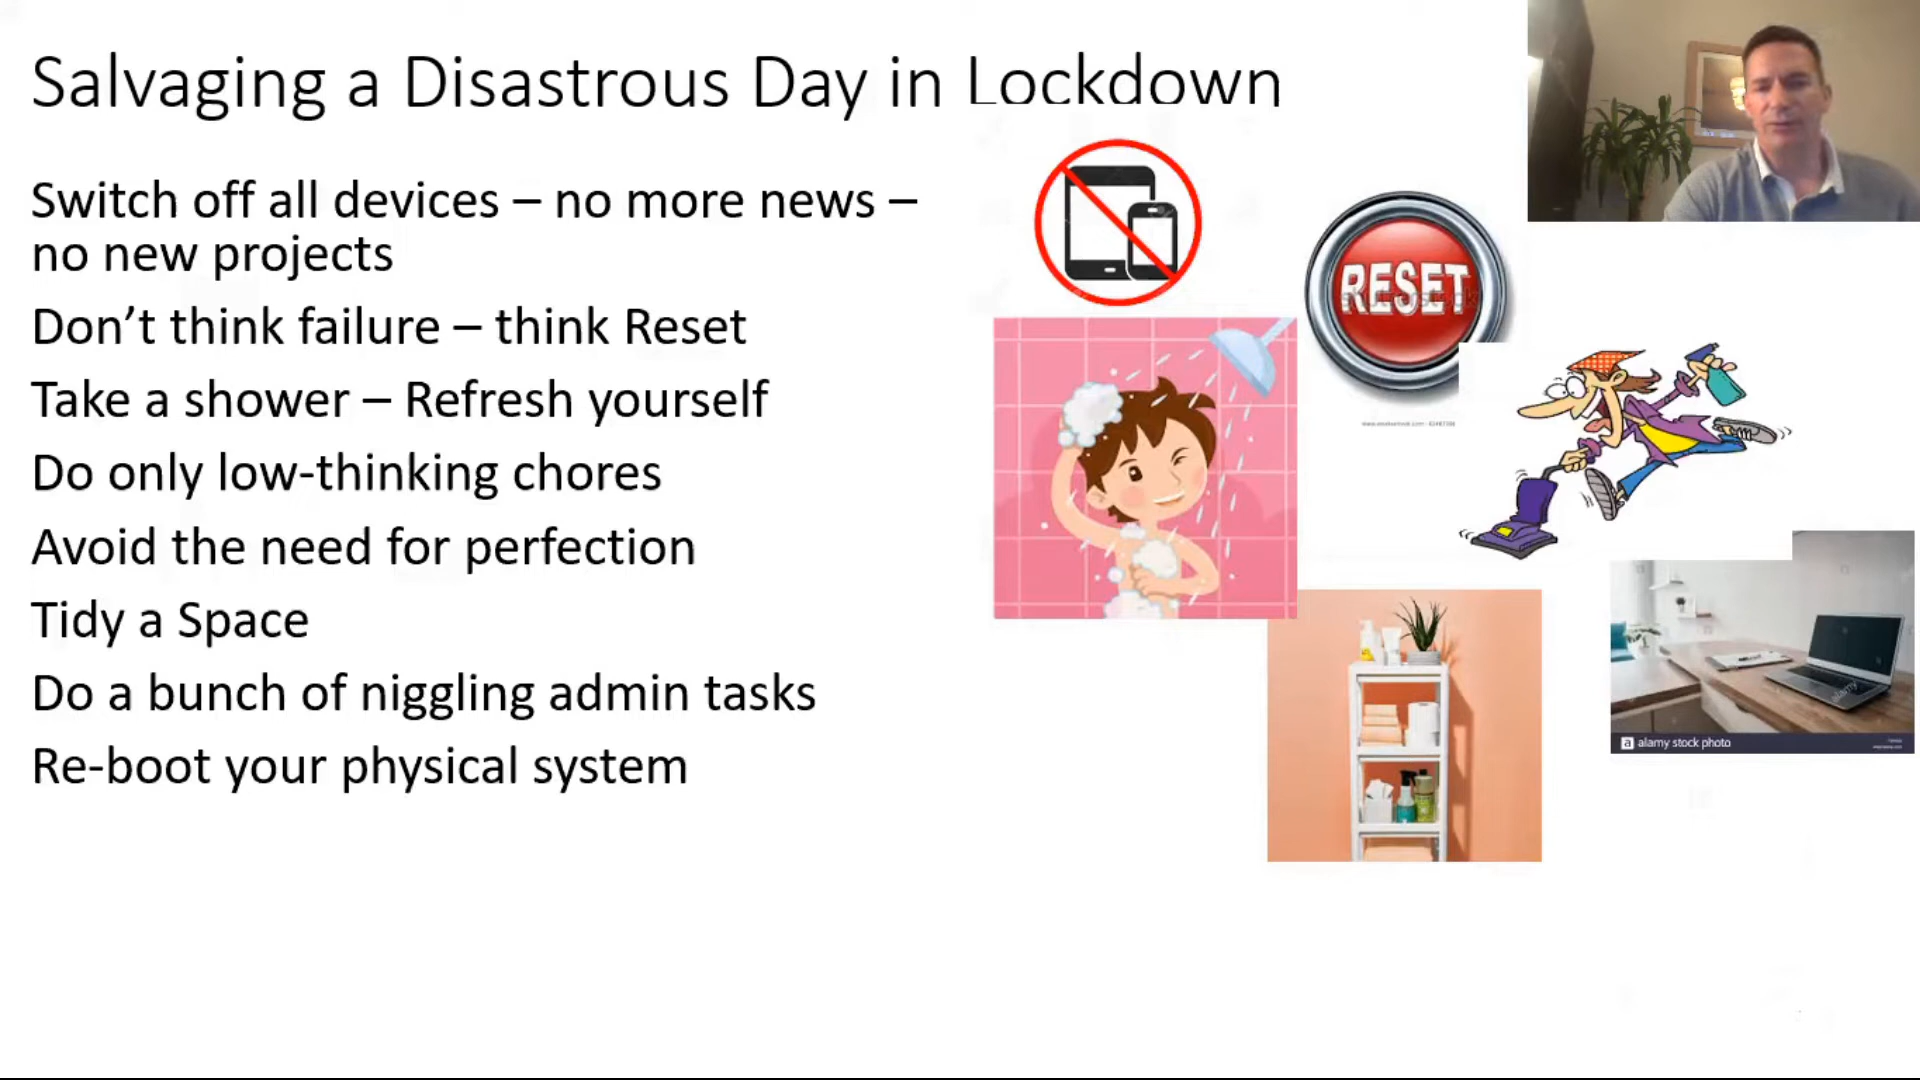 Salvaging a Disastrous Day in Lockdown
Switch off all devices – no more news –
no new projects
Don’t think failure – think Reset
Take a shower – Refresh yourself
Do only low-thinking chores
Avoid the need for perfection
Tidy a Space
Do a bunch of niggling admin tasks
Re-boot your physical system
RESET
shutterstock
a alamy stock photo
alamy